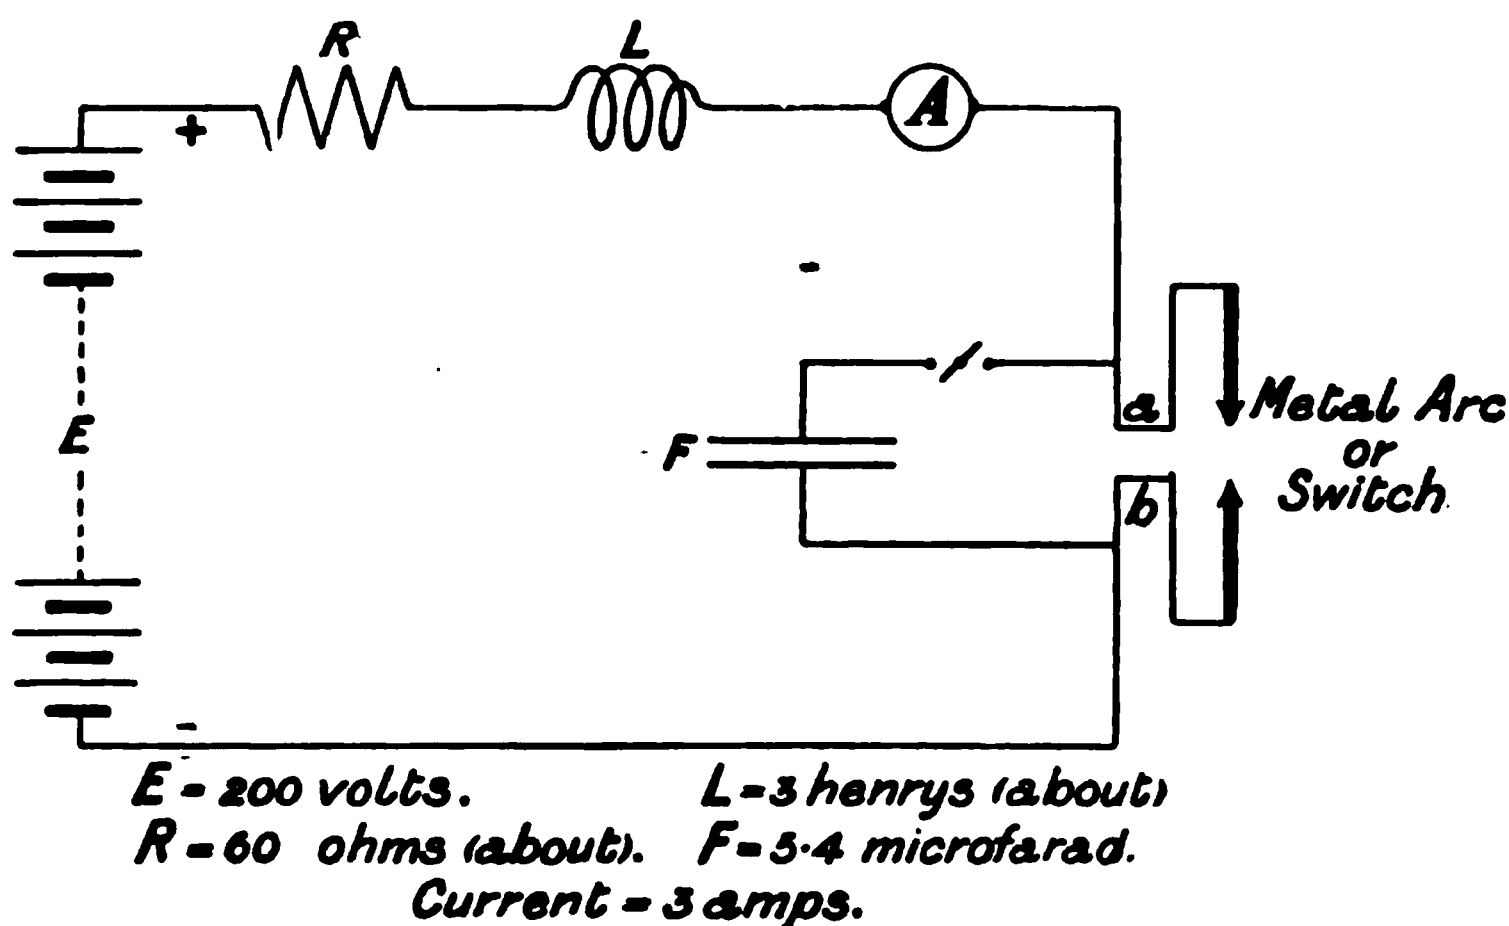 R
L
A
+
E
F
a
b
Metal Arc
or
Switch
-
E = 200 volts.
L = 3 henrys (about)
R = 60 ohms (about).
F = 5·4 microfarad.
Current = 3 amps.